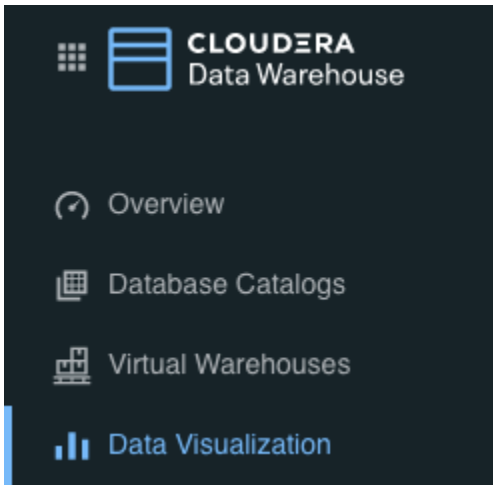 CLOUDERA
Data Warehouse
Overview
Database Catalogs
Virtual Warehouses
Data Visualization